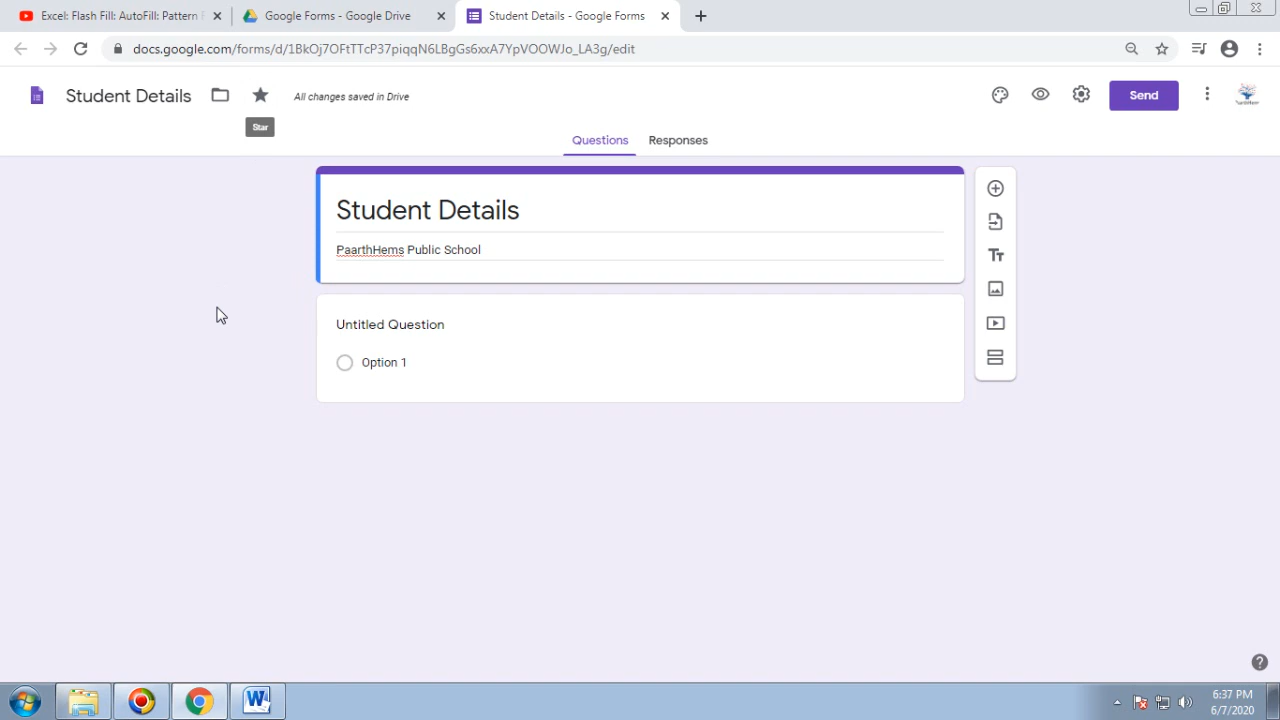 Excel: Flash Fill: AutoFill: Pattern
Google Forms - Google Drive
Student Details - Google Forms
docs.google.com/forms/d/1BkOj7OFtTTcP37piqqN6LBgGs6xxA7YpVOOWJo_LA3g/edit
Student Details
All changes saved in Drive
Send
Star
Questions
Responses
Student Details
PaarthHems Public School
Tт
Untitled Question
Option 1
6:37 PM
6/7/2020